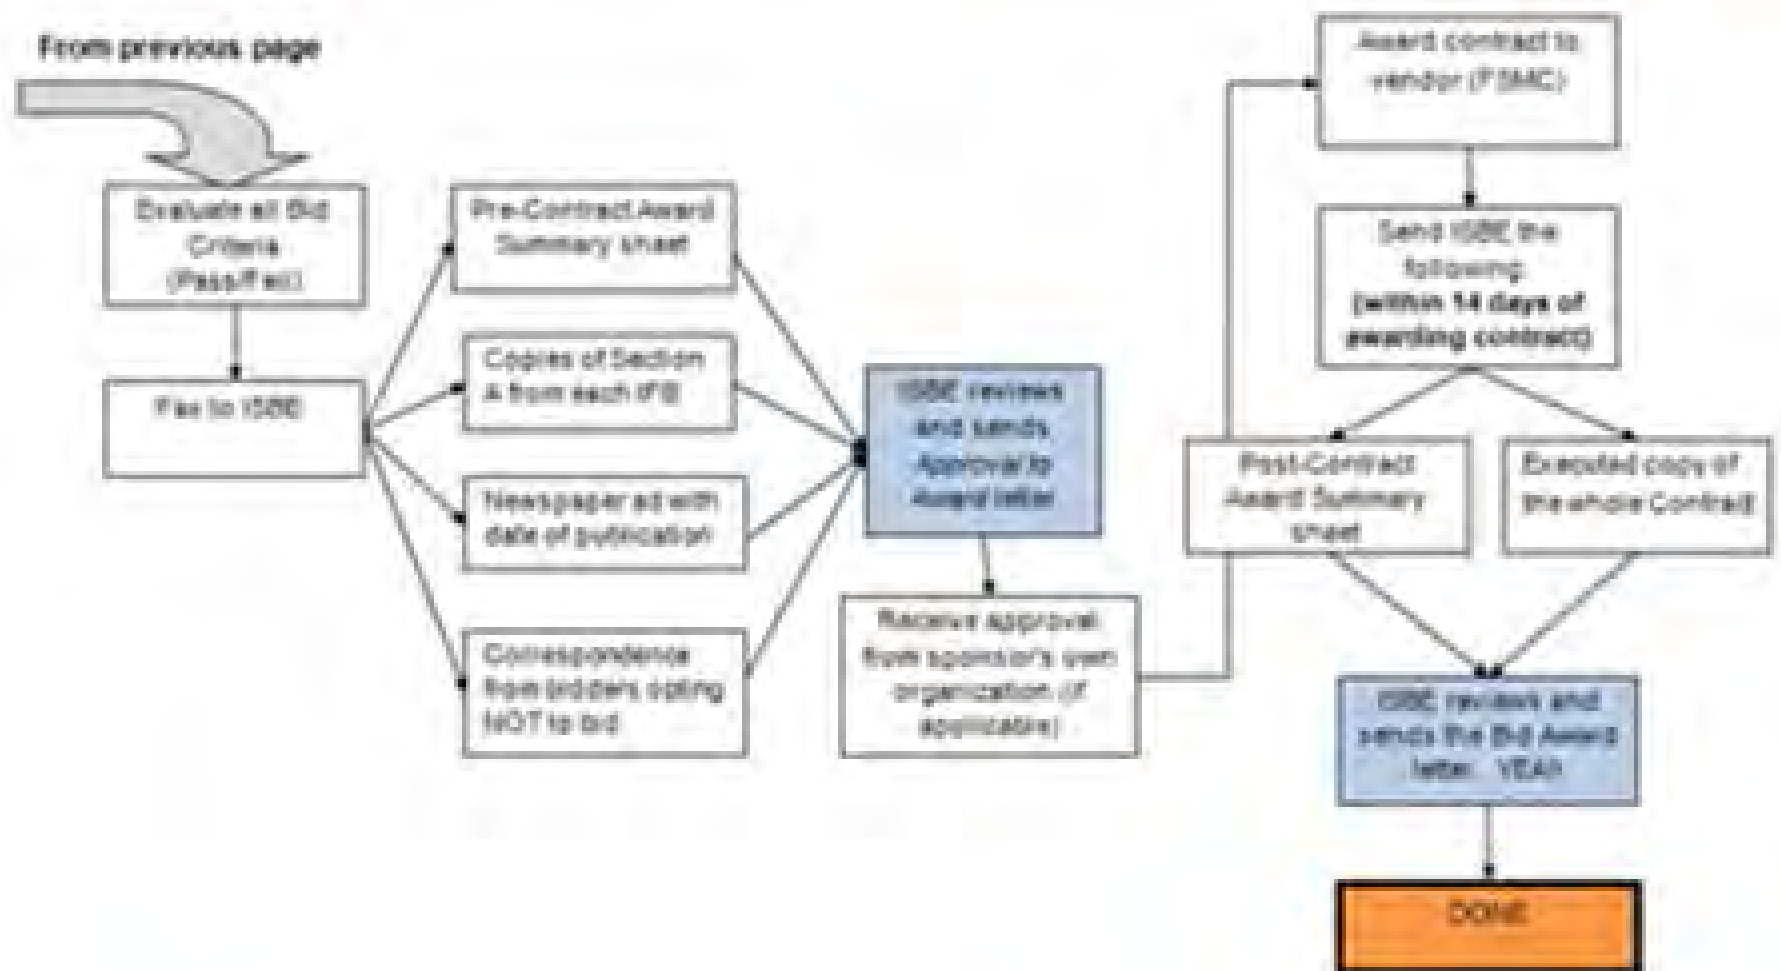 From previous page
Evaluate all Bid
Criteria
(Pass/Fail)
Fax to ISBE
Pre-Contract Award
Summary sheet
Copies of Section
A from each IFB
Newspaper ad with
date of publication
Correspondence
from bidders opting
NOT to bid
ISBE reviews
and sends
Approval to
Award letter
Receive approval
from sponsor's own
organization (if
applicable)
Award contract to
vendor (FSMC)
Send ISBE the
following
(within 14 days of
awarding contract)
Post-Contract
Award Summary
sheet
Executed copy of
the whole Contract
ISBE reviews and
sends the Bid Award
letter. YEA!!
DONE